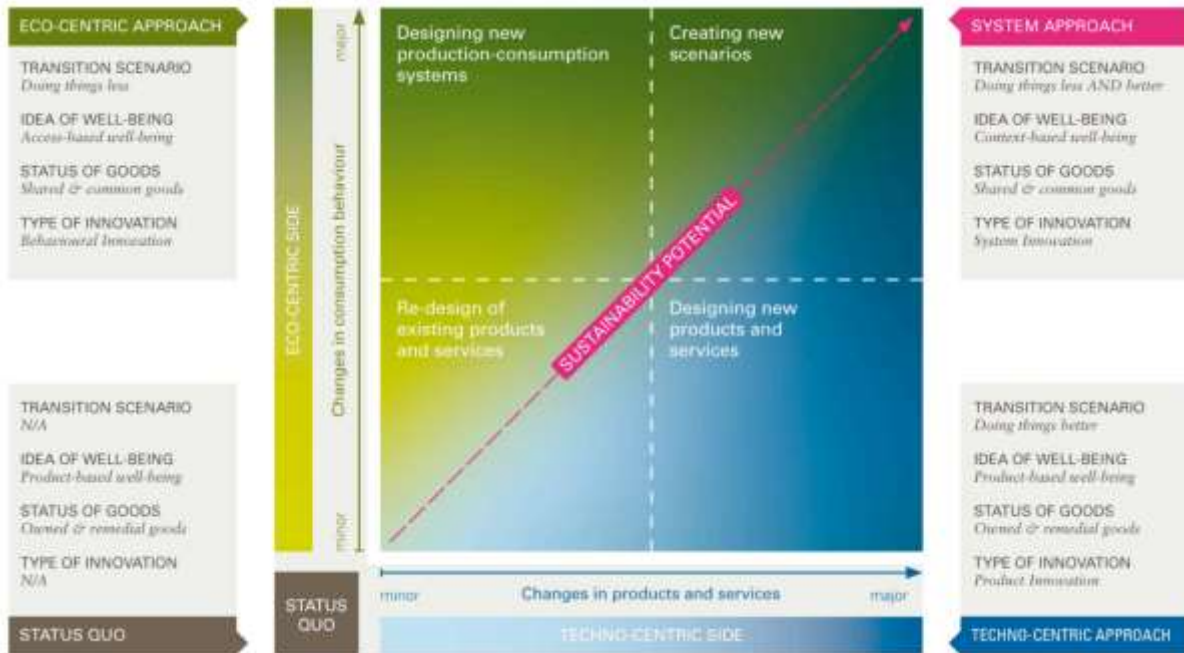 ECO-CENTRIC APPROACH
TRANSITION SCENARIO
Doing things less
IDEA OF WELL-BEING
Access-based well-being
STATUS OF GOODS
Shared & common goods
TYPE OF INNOVATION
Behavioural Innovation
TRANSITION SCENARIO
N/A
IDEA OF WELL-BEING
Product-based well-being
STATUS OF GOODS
Owned & remedial goods
TYPE OF INNOVATION
N/A
STATUS QUO
ECO-CENTRIC SIDE
major
Changes in consumption behaviour
minor
Designing new
production-consumption
systems
Creating new
scenarios
Re-design of
existing products
and services
Designing new
products and
services
SUSTAINABILITY POTENTIAL
STATUS
QUO
minor
Changes in products and services
major
TECHNO-CENTRIC SIDE
SYSTEM APPROACH
TRANSITION SCENARIO
Doing things less AND better
IDEA OF WELL-BEING
Context-based well-being
STATUS OF GOODS
Shared & common goods
TYPE OF INNOVATION
System Innovation
TRANSITION SCENARIO
Doing things better
IDEA OF WELL-BEING
Product-based well-being
STATUS OF GOODS
Owned & remedial goods
TYPE OF INNOVATION
Product Innovation
TECHNO-CENTRIC APPROACH